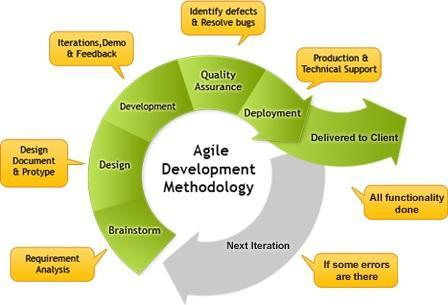 Identify defects
& Resolve bugs
Iterations,Demo
& Feedback
Quality
Assurance
Production &
Technical Support
Development
Deployment
Delivered to Client
Design
Document
& Protype
Design
Agile
Development
Methodology
All functionality
done
Brainstorm
Next Iteration
Requirement
Analysis
If some errors
are there